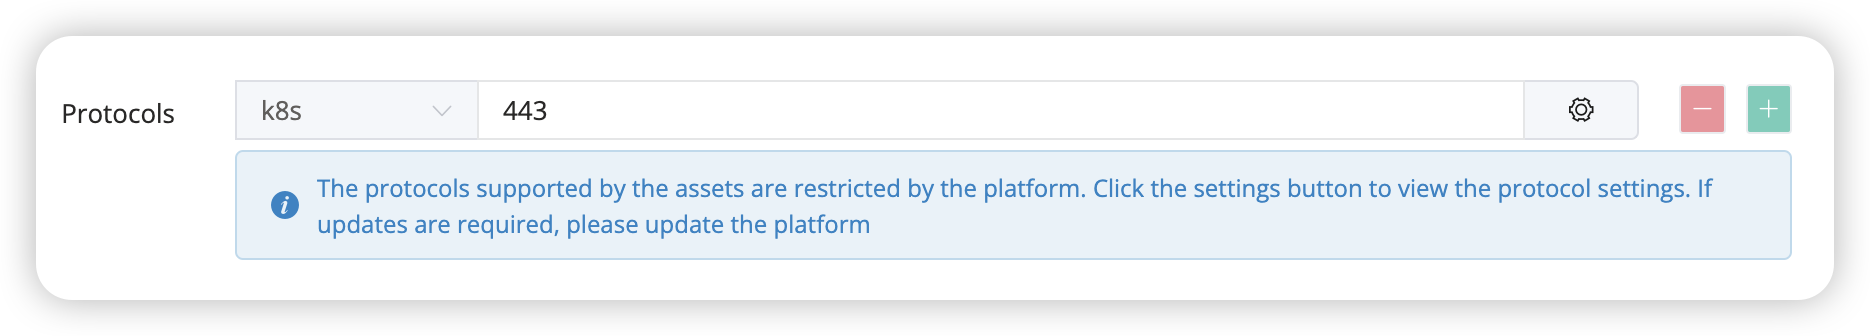 Protocols
k8s
443
The protocols supported by the assets are restricted by the platform. Click the settings button to view the protocol settings. If
updates are required, please update the platform